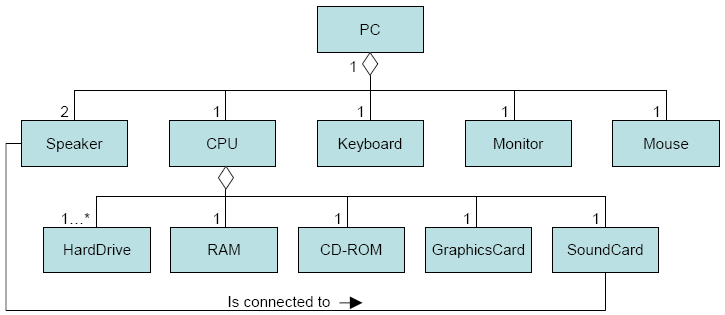 PC
1
2 1 1 1 1
Speaker CPU Keyboard Monitor Mouse
1...* 1 1 1 1
HardDrive RAM CD-ROM GraphicsCard SoundCard
Is connected to